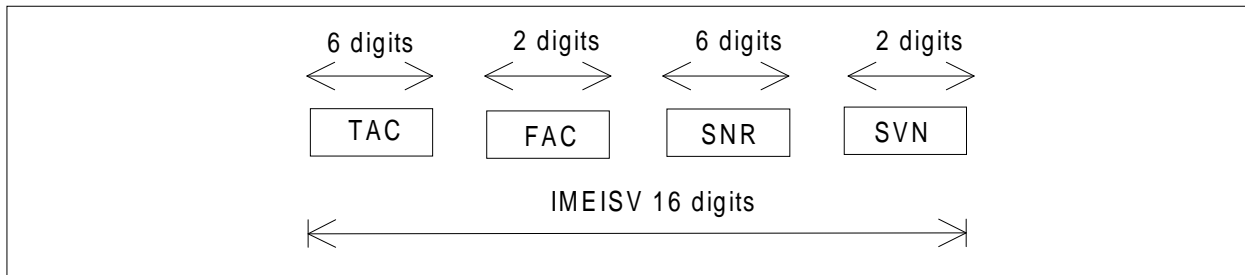 6 digits 2 digits 6 digits 2 digits
TAC FAC SNR SVN
IMEISV 16 digits